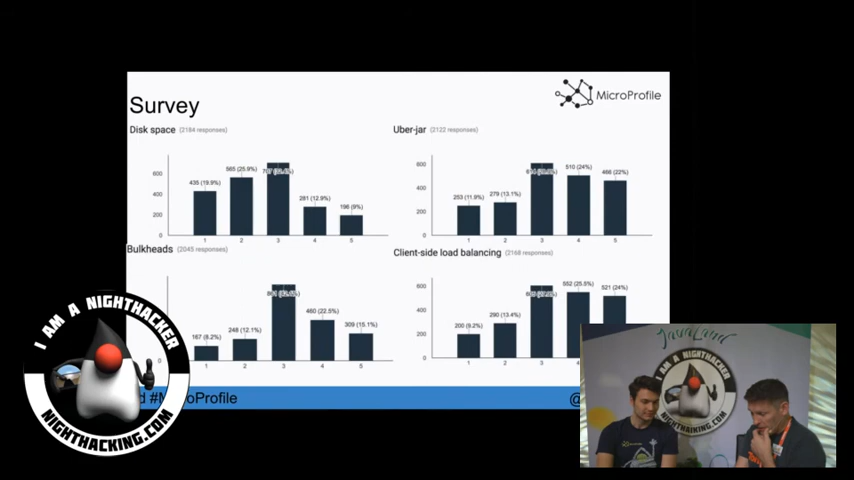 MicroProfile
Survey
Disk space (2184 responses)
600
400
200
0
435 (19.9%)
565 (25.9%)
281 (12.9%)
196 (9%)
1 2 3 4 5
Uber-jar (2122 responses)
600
400
200
0
253 (11.9%)
279 (13.1%)
510 (24%)
466 (22%)
1 2 3 4 5
Bulkheads (2045 responses)
0
167 (8.2%)
248 (12.1%)
460 (22.5%)
309 (15.1%)
1 2 3 4 5
Client-side load balancing (2168 responses)
600
400
200
0
200 (9.2%)
290 (13.4%)
552 (25.5%)
521 (24%)
1 2 3
I AM A NIGHTHACKER
NIGHTHACKING.COM
JavaLand
I AM A NIGHTHACKER
NIGHTHACKING.COM